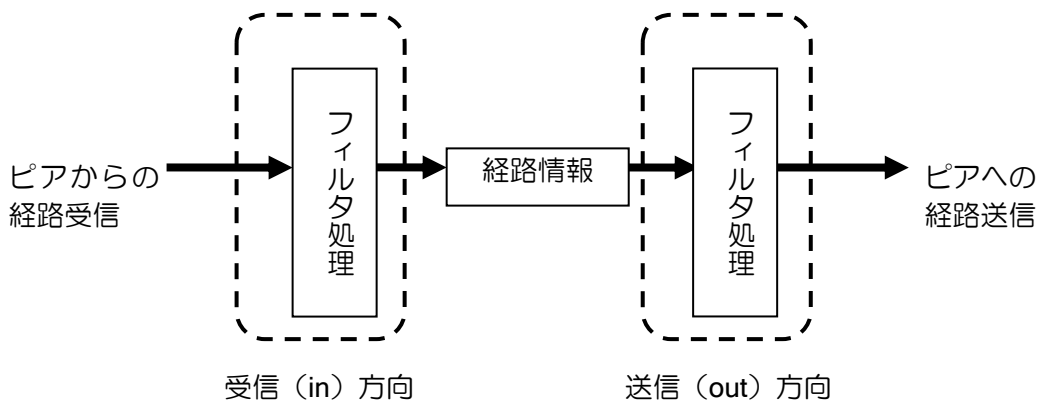 ピアからの
経路受信
フィルタ処理
経路情報
フィルタ処理
ピアへの
経路送信
受信（in）方向
送信（out）方向